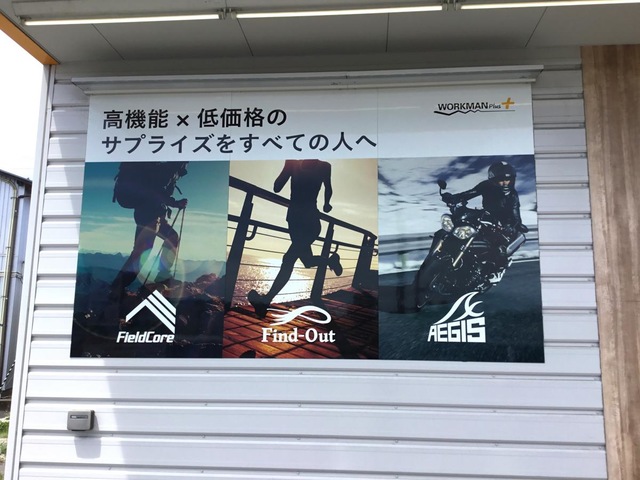 高機能×低価格の
サプライズをすべての人へ
WORKMAN Plus
FieldCore
Find-Out
AEGIS